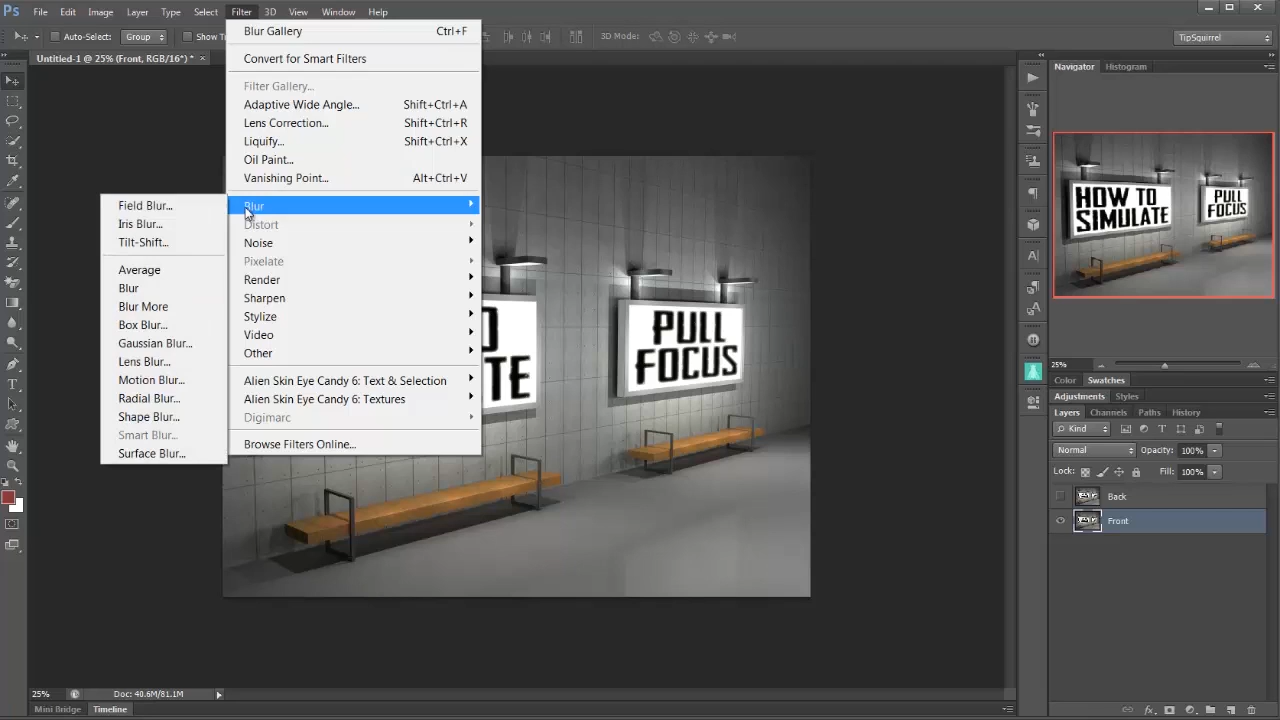 Ps File Edit Image Layer Type Select Filter 3D View Window Help
Auto-Select: Group Show 3D Mode: TipSquirrel
Untitled-1 @ 25% (Front, RGB/16*) * ×
Blur Gallery Ctrl+F
Convert for Smart Filters
Filter Gallery...
Adaptive Wide Angle... Shift+Ctrl+A
Lens Correction... Shift+Ctrl+R
Liquify... Shift+Ctrl+X
Oil Paint...
Vanishing Point... Alt+Ctrl+V
Blur
Distort
Noise
Pixelate
Render
Sharpen
Stylize
Video
Other
Alien Skin Eye Candy 6: Text & Selection
Alien Skin Eye Candy 6: Textures
Digimarc
Browse Filters Online...
Field Blur...
Iris Blur...
Tilt-Shift...
Average
Blur
Blur More
Box Blur...
Gaussian Blur...
Lens Blur...
Motion Blur...
Radial Blur...
Shape Blur...
Smart Blur...
Surface Blur...
PULL
FOCUS
Navigator Histogram
HOW TO
SIMULATE
PULL
FOCUS
25%
Color Swatches
Adjustments Styles
Layers Channels Paths History
Kind
Normal Opacity: 100%
Lock: Fill: 100%
Back
Front
25% Doc: 40.6M/81.1M
Mini Bridge Timeline